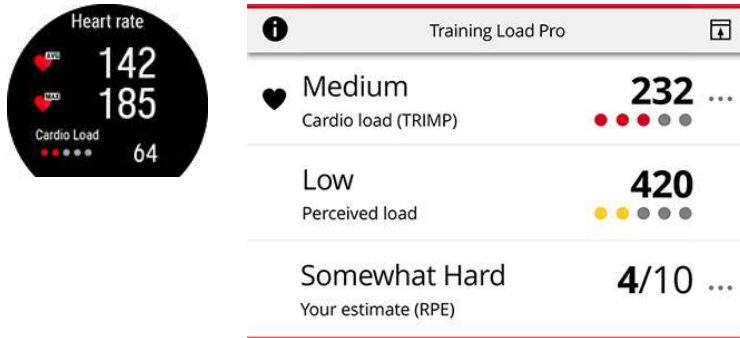 Heart rate
AVG 142
MAX 185
Cardio Load
64
Training Load Pro
Medium 232
Cardio load (TRIMP)
Low 420
Perceived load
Somewhat Hard 4/10
Your estimate (RPE)